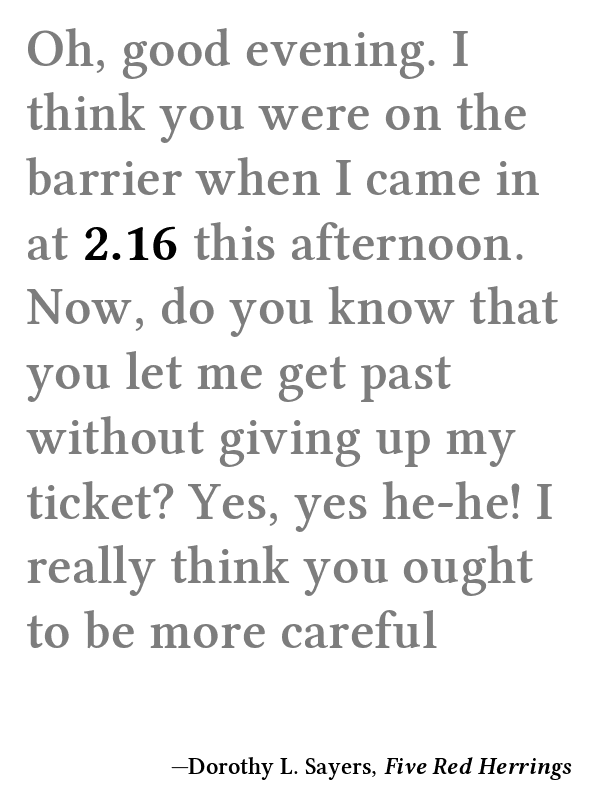 Oh, good evening. I
think you were on the
barrier when I came in
at 2.16 this afternoon.
Now, do you know that
you let me get past
without giving up my
ticket? Yes, yes he-he! I
really think you ought
to be more careful
—Dorothy L. Sayers, Five Red Herrings